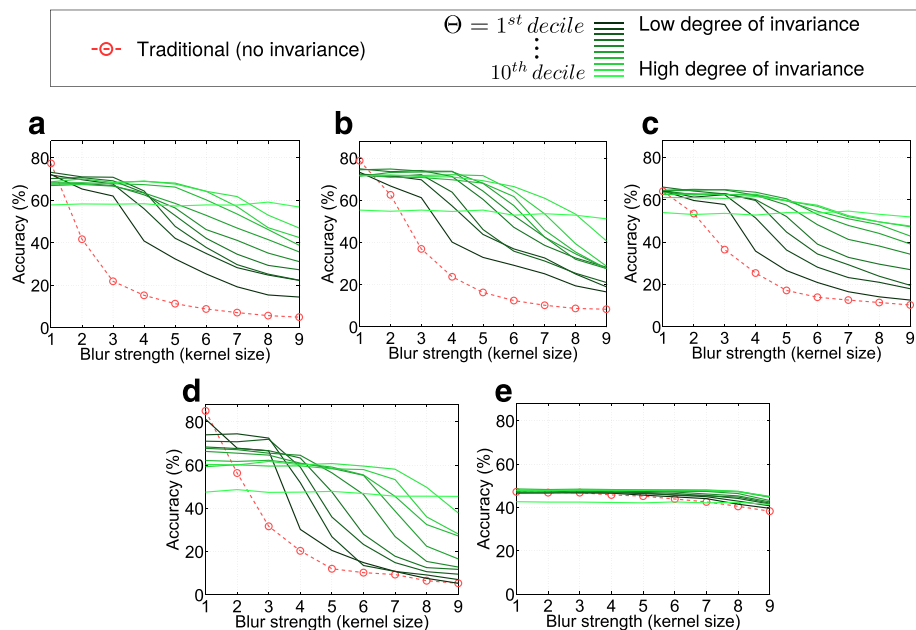 Traditional (no invariance)
Θ = 1st decile
Low degree of invariance
10th decile
High degree of invariance
a
b
c
80
60
40
20
0
Accuracy (%)
1 2 3 4 5 6 7 8 9
Blur strength (kernel size)
80
60
40
20
0
Accuracy (%)
1 2 3 4 5 6 7 8 9
Blur strength (kernel size)
80
60
40
20
0
Accuracy (%)
1 2 3 4 5 6 7 8 9
Blur strength (kernel size)
d
e
80
60
40
20
0
Accuracy (%)
1 2 3 4 5 6 7 8 9
Blur strength (kernel size)
80
60
40
20
0
Accuracy (%)
1 2 3 4 5 6 7 8 9
Blur strength (kernel size)